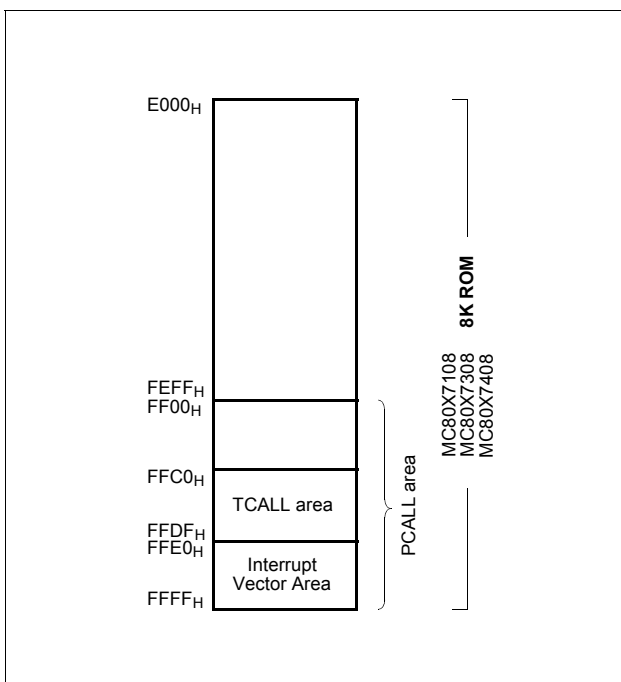 E000H
FEFFH
FF00H
FFC0H
TCALL area
FFDFH
FFE0H
Interrupt
Vector Area
FFFFH
PCALL area
MC80X7108
MC80X7308 8K ROM
MC80X7408